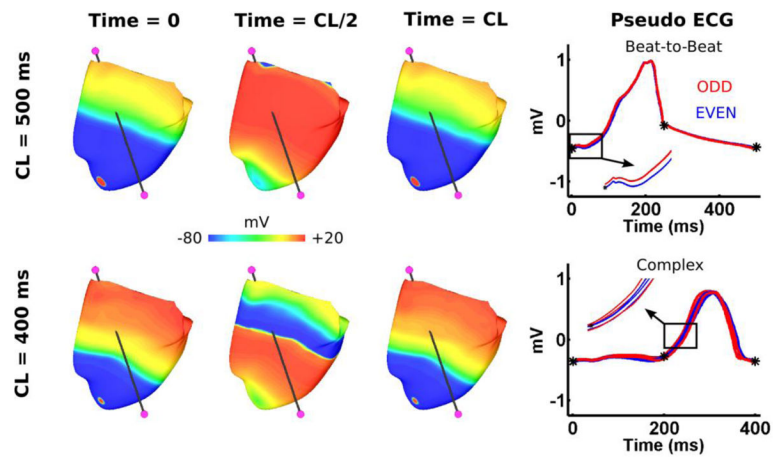 Time = 0
Time = CL/2
Time = CL
Pseudo ECG
CL = 500 ms
Beat-to-Beat
ODD
EVEN
mV
1
0
-1
0
200
400
Time (ms)
mV
-80
+20
CL = 400 ms
Complex
mV
1
0
-1
0
200
400
Time (ms)